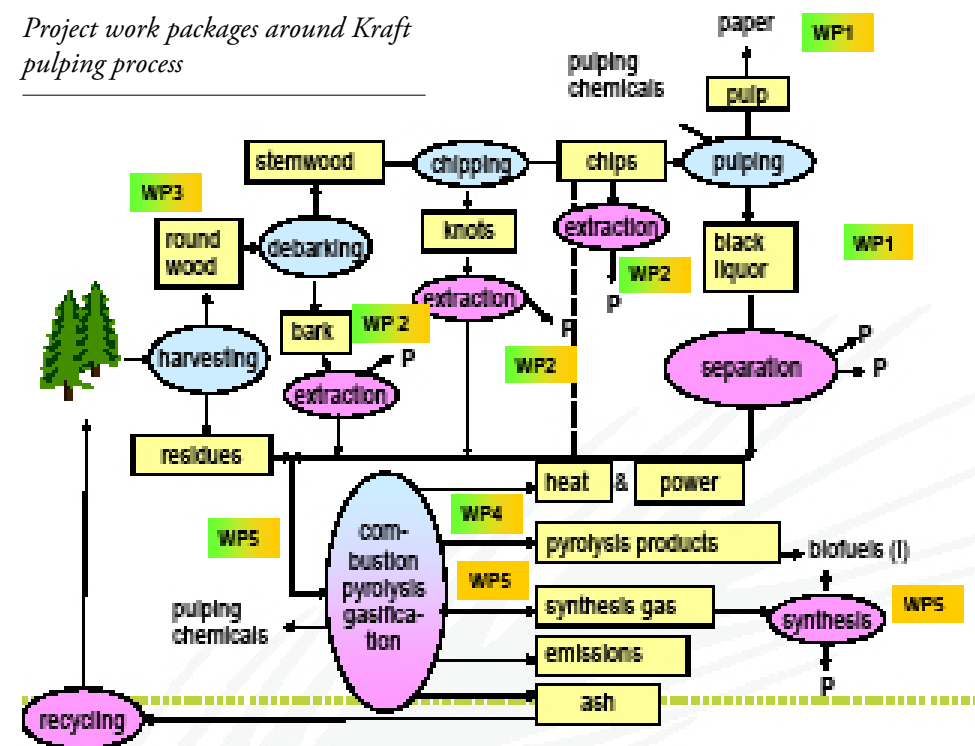 Project work packages around Kraft
pulping process
paper
WP1
pulping
chemicals
pulp
stemwood
chipping
chips
pulping
WP3
round
wood
debarking
knots
extraction
black
liquor
WP1
WP2
P
extraction
P
bark
WP 2
P
harvesting
extraction
WP2
separation
P
P
residues
heat
&
power
WP4
com-
bustion
pyrolysis
gasifica-
tion
WP5
pyrolysis products
biofuels (l)
WP5
synthesis gas
synthesis
WP5
pulping
chemicals
emissions
P
ash
recycling